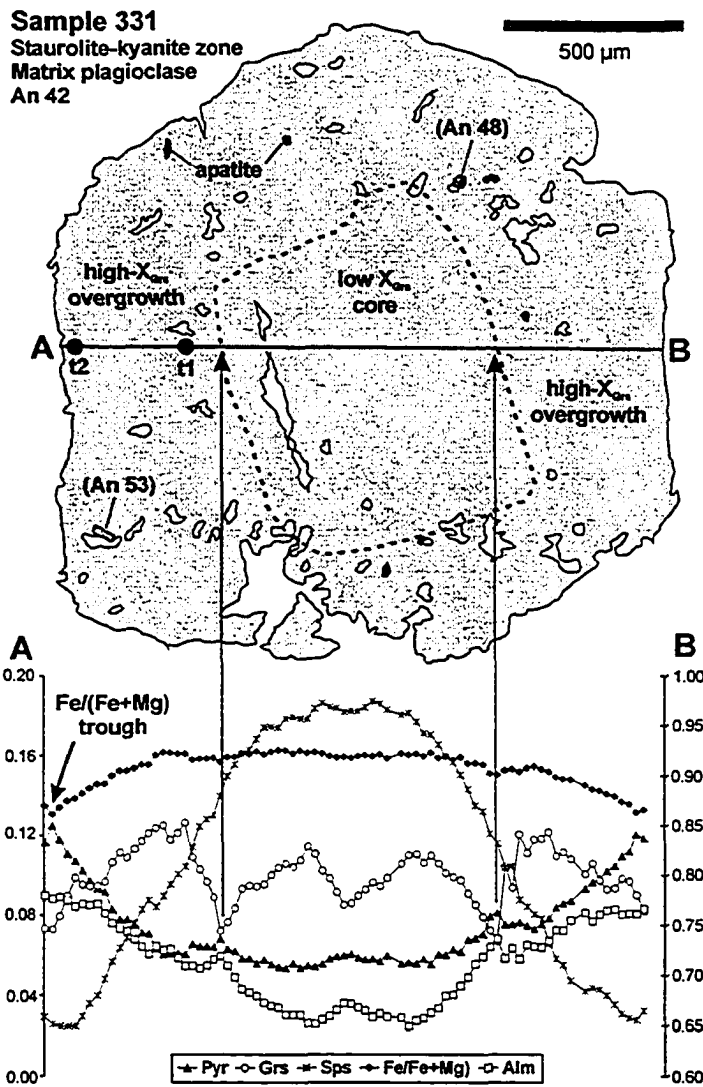 Sample 331
Staurolite-kyanite zone
Matrix plagioclase
An 42
500 µm
(An 48)
apatite
high-XGrs
overgrowth
low XGrs
core
A
B
t2
t1
high-XGrs
overgrowth
(An 53)
A
B
0.20
1.00
Fe/(Fe+Mg)
trough
0.95
0.16
0.90
0.12
0.85
0.80
0.08
0.75
0.70
0.04
0.65
0.00
0.60
Pyr Grs Sps Fe/Fe+Mg) Alm